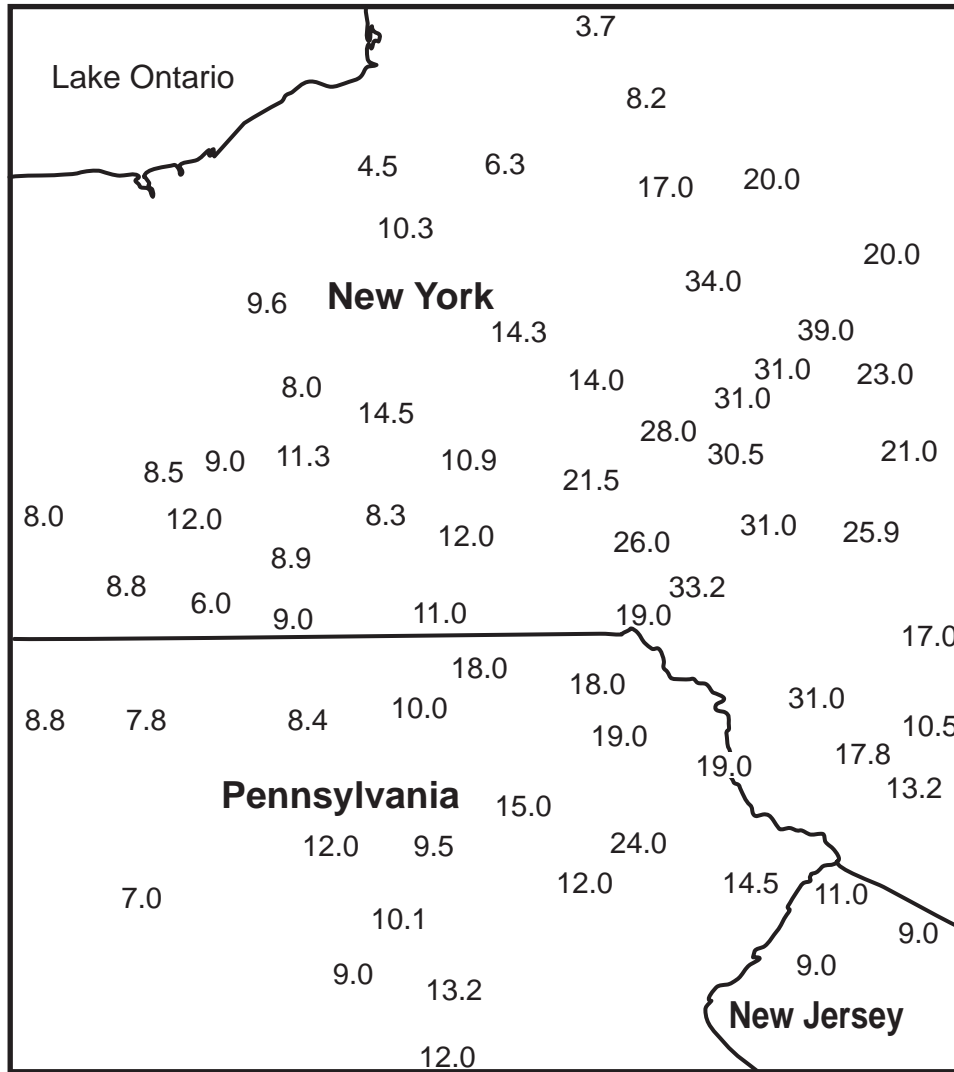 3.7
Lake Ontario
8.2
4.5 6.3
17.0 20.0
10.3
20.0
34.0
9.6 New York
14.3 39.0
31.0 23.0
8.0 14.0
14.5 31.0
28.0
8.5 9.0 11.3 10.9 30.5 21.0
21.5
8.0 12.0 8.3 31.0 25.9
12.0 26.0
8.9
8.8 33.2
6.0
9.0 11.0 19.0
17.0
18.0
18.0 31.0
8.8 7.8 8.4 10.0 10.5
19.0
17.8
19.0
13.2
Pennsylvania 15.0
12.0 9.5 24.0
7.0 12.0 14.5 11.0
10.1
9.0
9.0 13.2 9.0
New Jersey
12.0